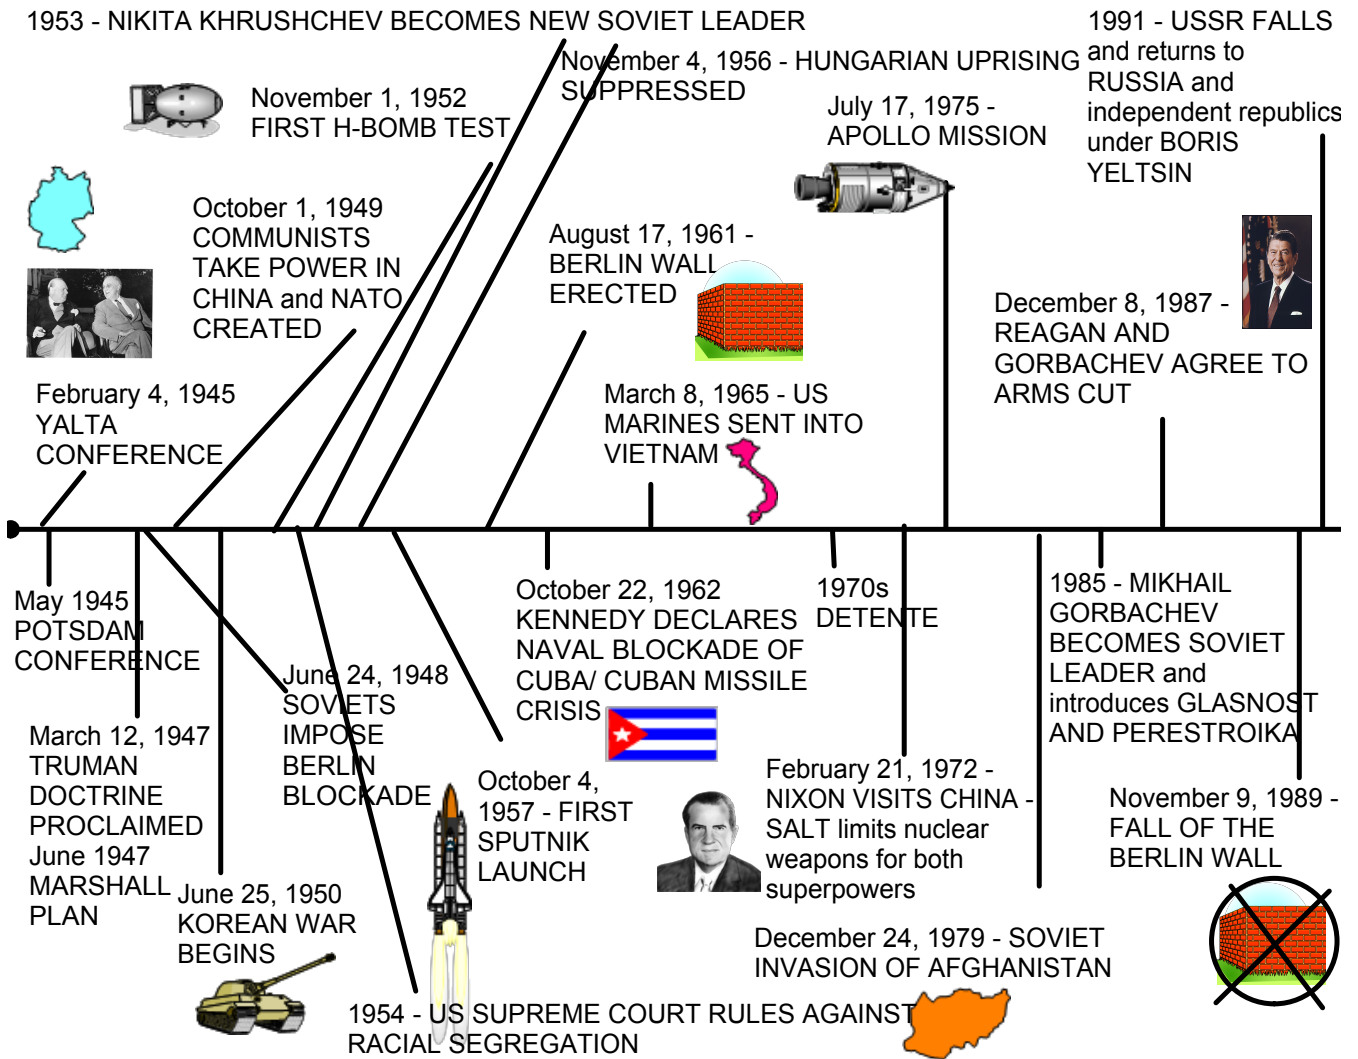 1953 - NIKITA KHRUSHCHEV BECOMES NEW SOVIET LEADER
November 4, 1956 - HUNGARIAN UPRISING
SUPPRESSED
1991 - USSR FALLS
and returns to
RUSSIA and
independent republics
under BORIS
YELTSIN
November 1, 1952
FIRST H-BOMB TEST
July 17, 1975 -
APOLLO MISSION
October 1, 1949
COMMUNISTS
TAKE POWER IN
CHINA and NATO
CREATED
August 17, 1961 -
BERLIN WALL
ERECTED
December 8, 1987 -
REAGAN AND
GORBACHEV AGREE TO
ARMS CUT
February 4, 1945
YALTA
CONFERENCE
March 8, 1965 - US
MARINES SENT INTO
VIETNAM
May 1945
POTSDAM
CONFERENCE
October 22, 1962
KENNEDY DECLARES
NAVAL BLOCKADE OF
CUBA/ CUBAN MISSILE
CRISIS
1970s
DETENTE
1985 - MIKHAIL
GORBACHEV
BECOMES SOVIET
LEADER and
introduces GLASNOST
AND PERESTROIKA
June 24, 1948
SOVIETS
IMPOSE
BERLIN
BLOCKADE
March 12, 1947
TRUMAN
DOCTRINE
PROCLAIMED
June 1947
MARSHALL
PLAN
October 4,
1957 - FIRST
SPUTNIK
LAUNCH
February 21, 1972 -
NIXON VISITS CHINA -
SALT limits nuclear
weapons for both
superpowers
November 9, 1989 -
FALL OF THE
BERLIN WALL
June 25, 1950
KOREAN WAR
BEGINS
December 24, 1979 - SOVIET
INVASION OF AFGHANISTAN
1954 - US SUPREME COURT RULES AGAINST
RACIAL SEGREGATION